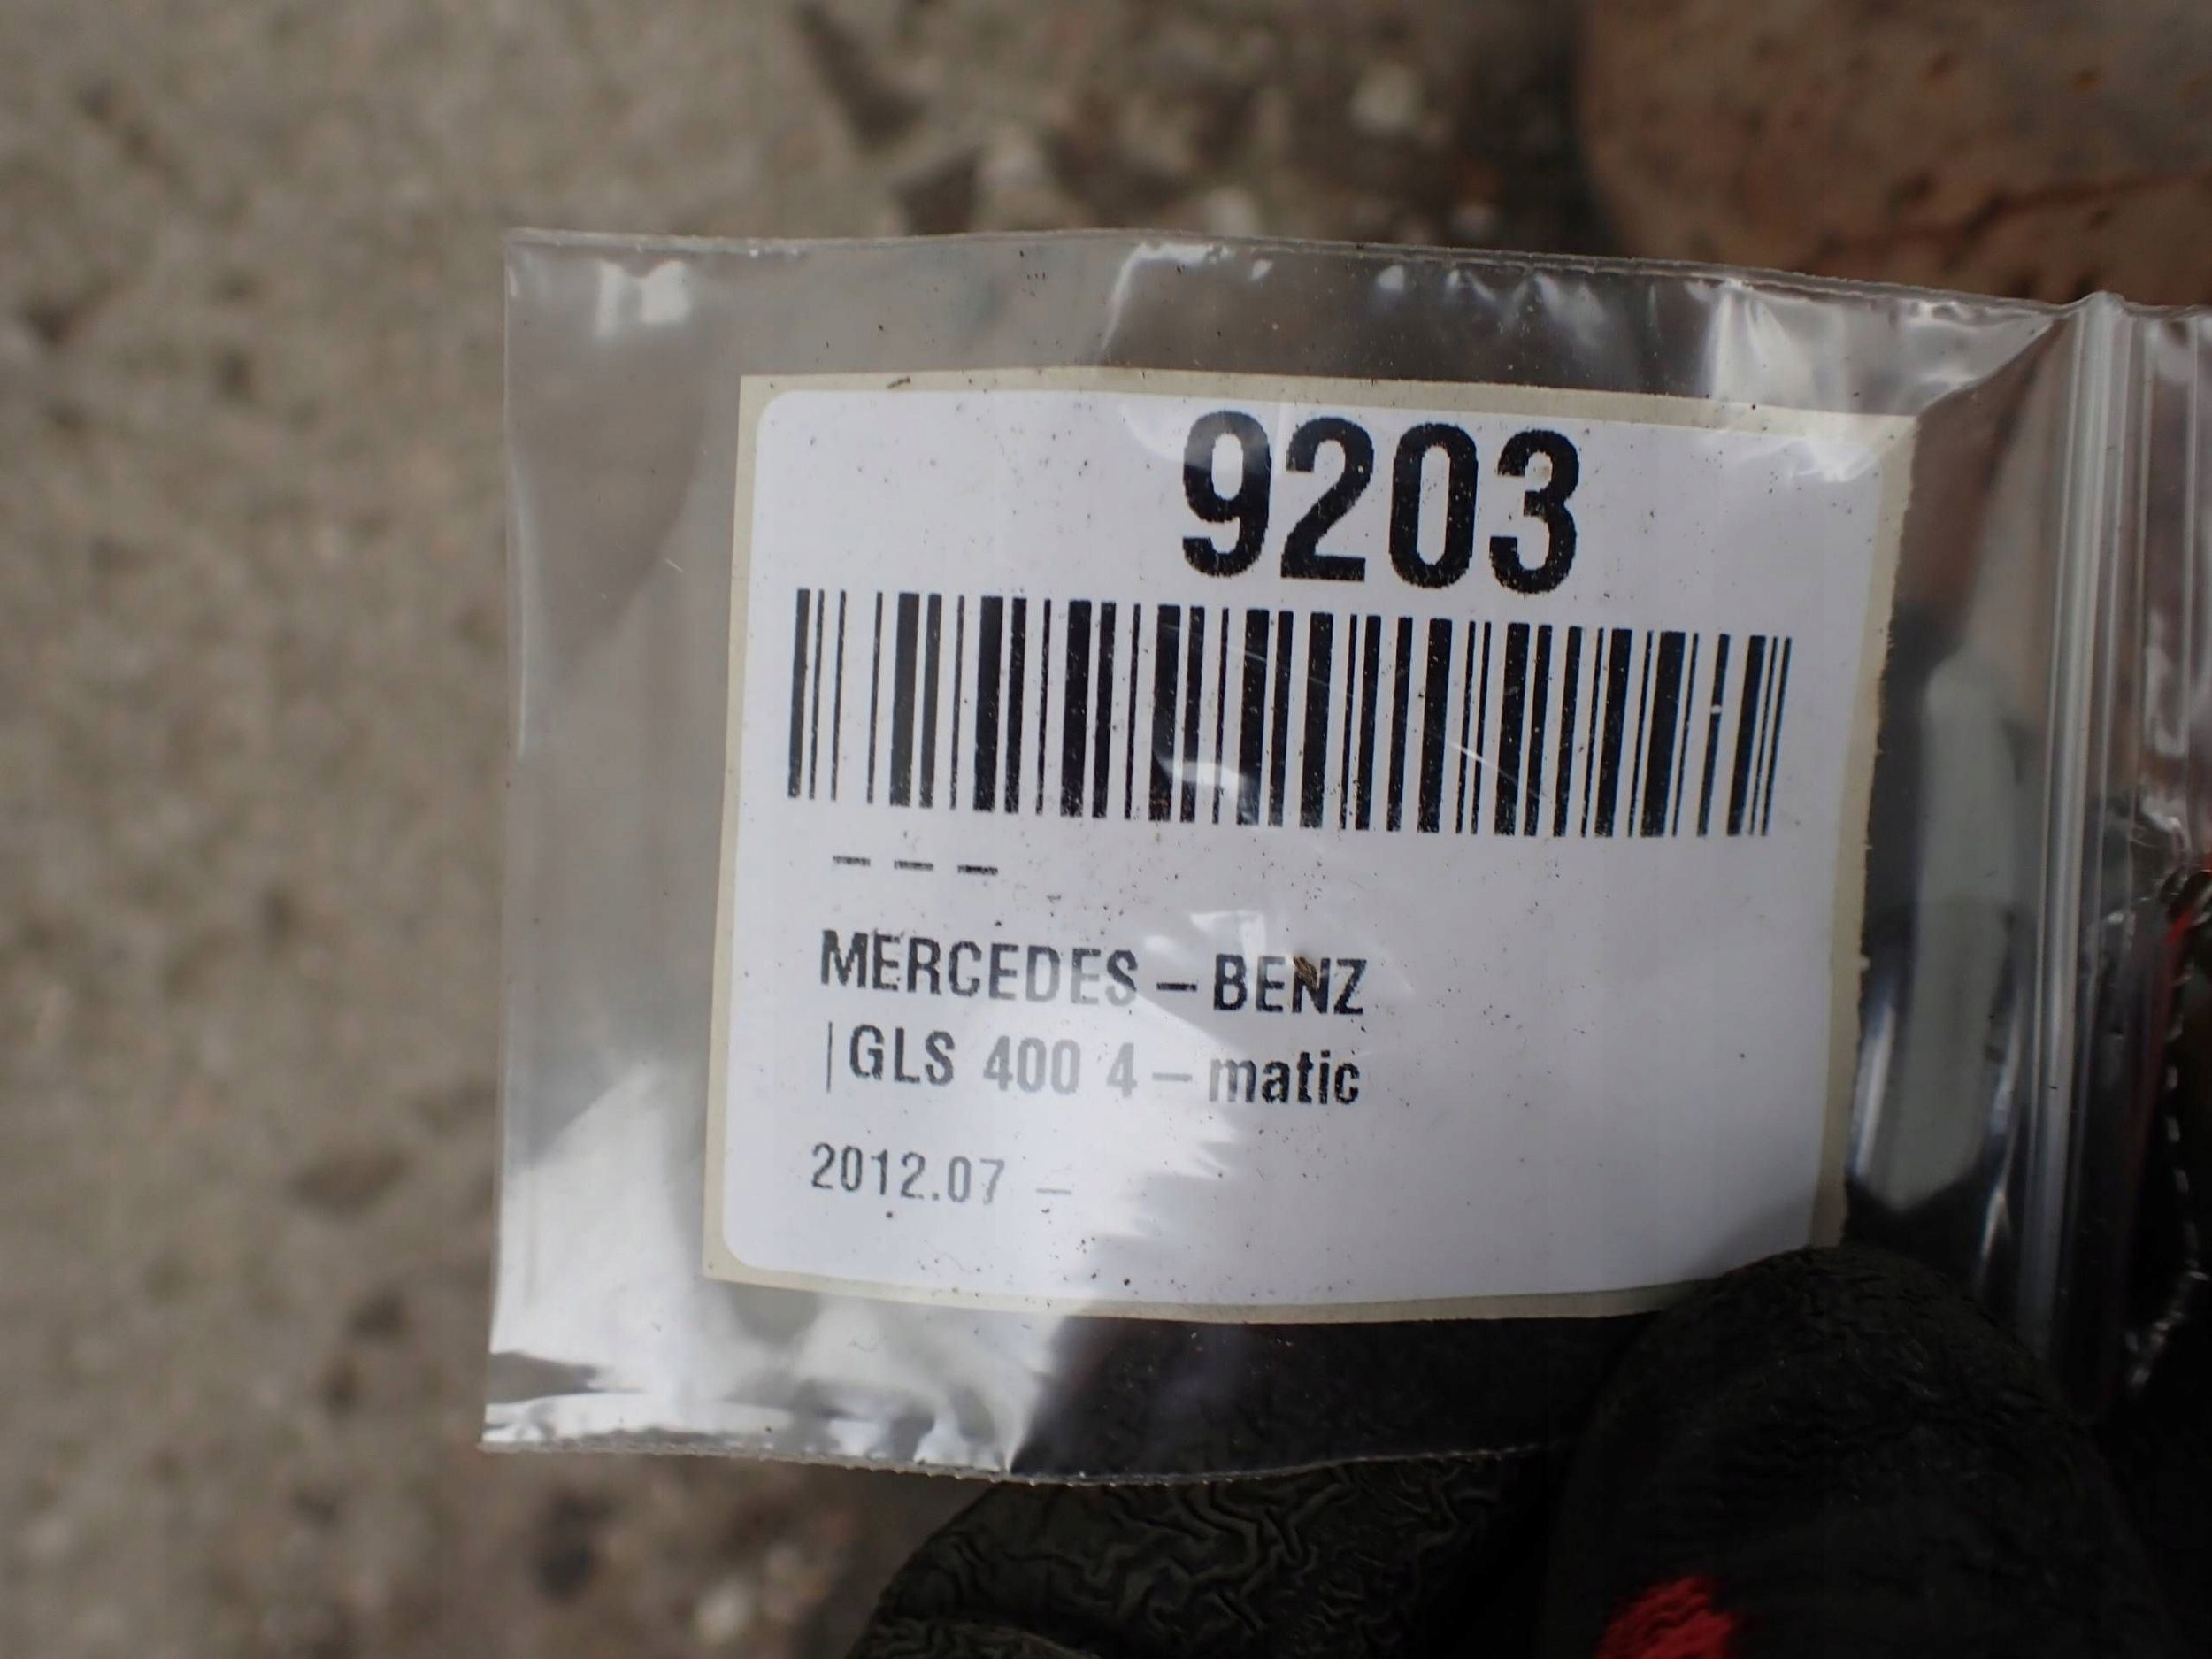 9203
– – –
MERCEDES – BENZ
|GLS 400 4 – matic
2012.07 –